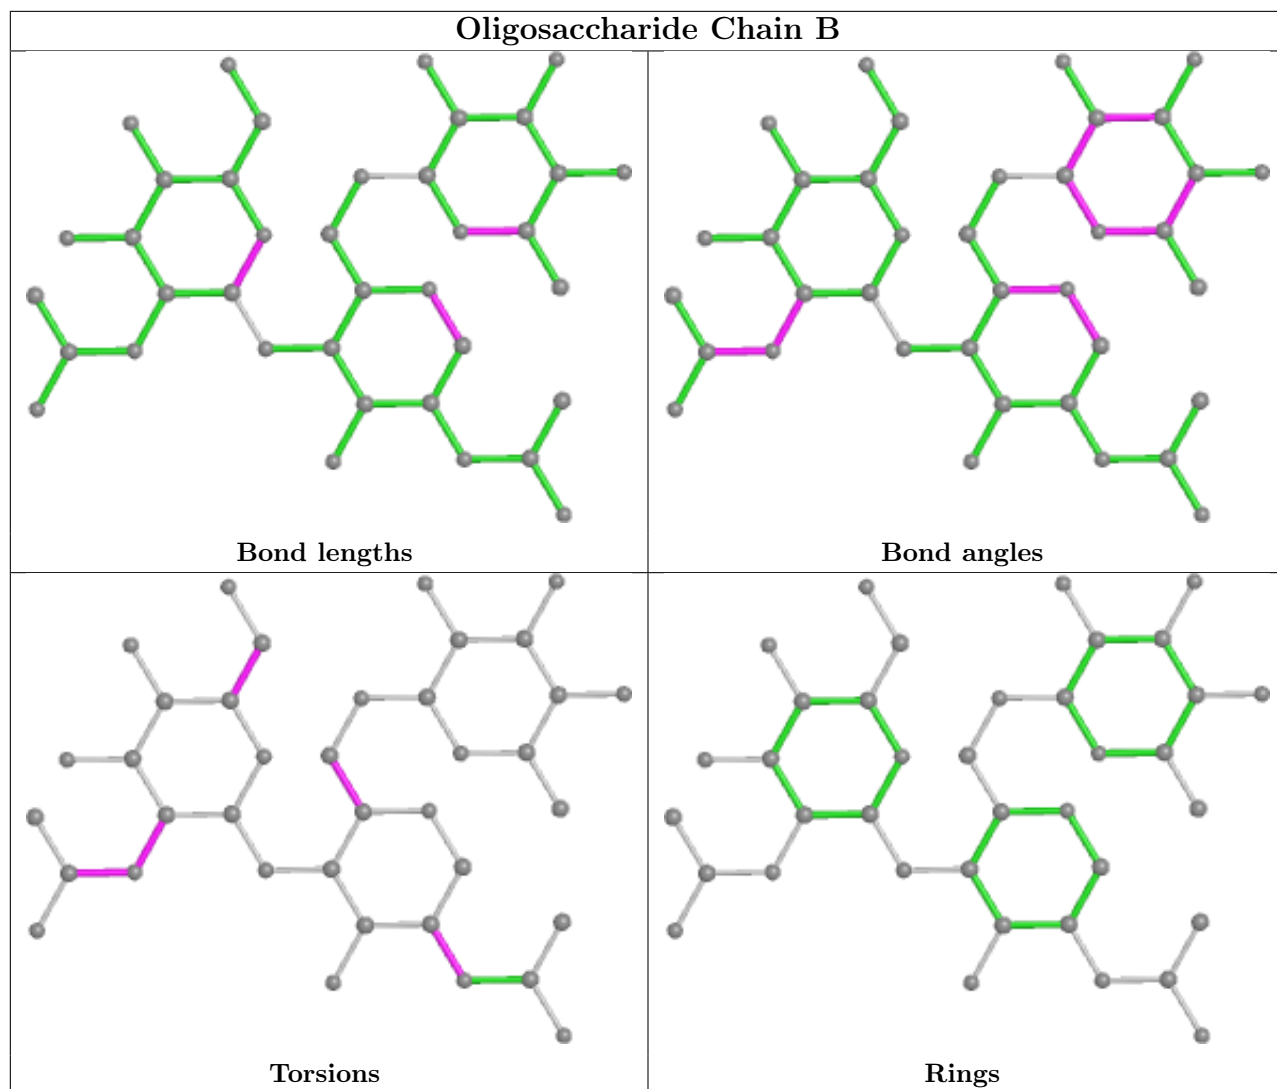 Oligosaccharide Chain B
Bond lengths
Bond angles
Torsions
Rings